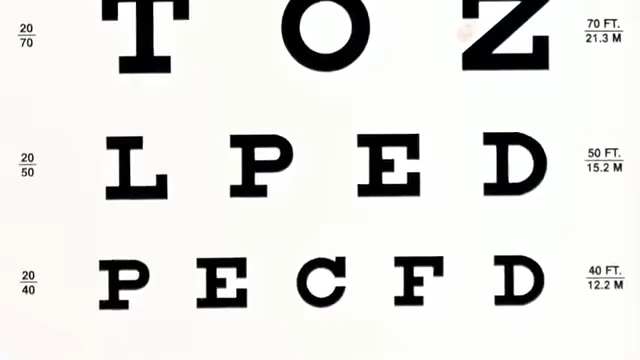 20 T O Z 70 FT.
70 21.3 M
20 L P E D 50 FT.
50 15.2 M
20 P E C F D 40 FT.
40 12.2 M